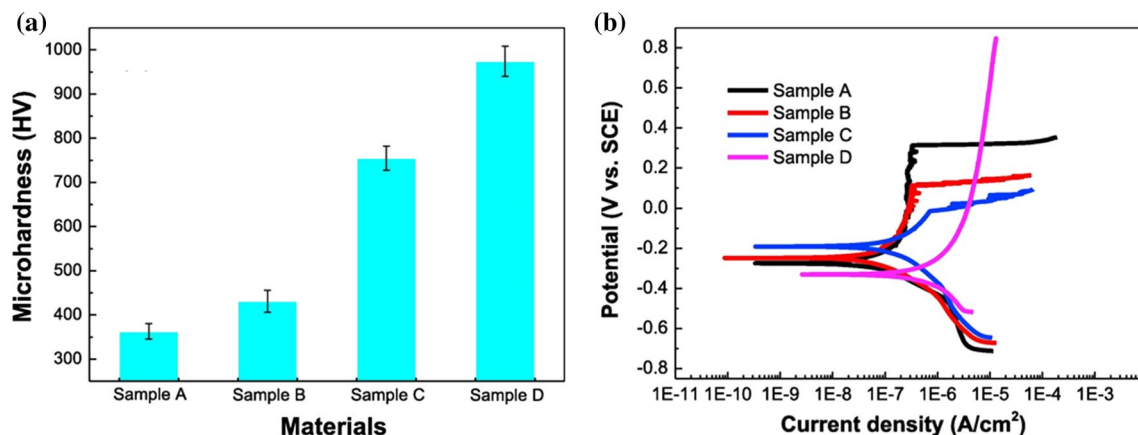 (a)
1000
900
800
700
600
500
400
300
Microhardness (HV)
Sample A Sample B Sample C Sample D
Materials
(b)
0.8
0.6
0.4
0.2
0.0
-0.2
-0.4
-0.6
-0.8
Potential (V vs. SCE)
Sample A
Sample B
Sample C
Sample D
1E-11 1E-10 1E-9 1E-8 1E-7 1E-6 1E-5 1E-4 1E-3
Current density (A/cm²)